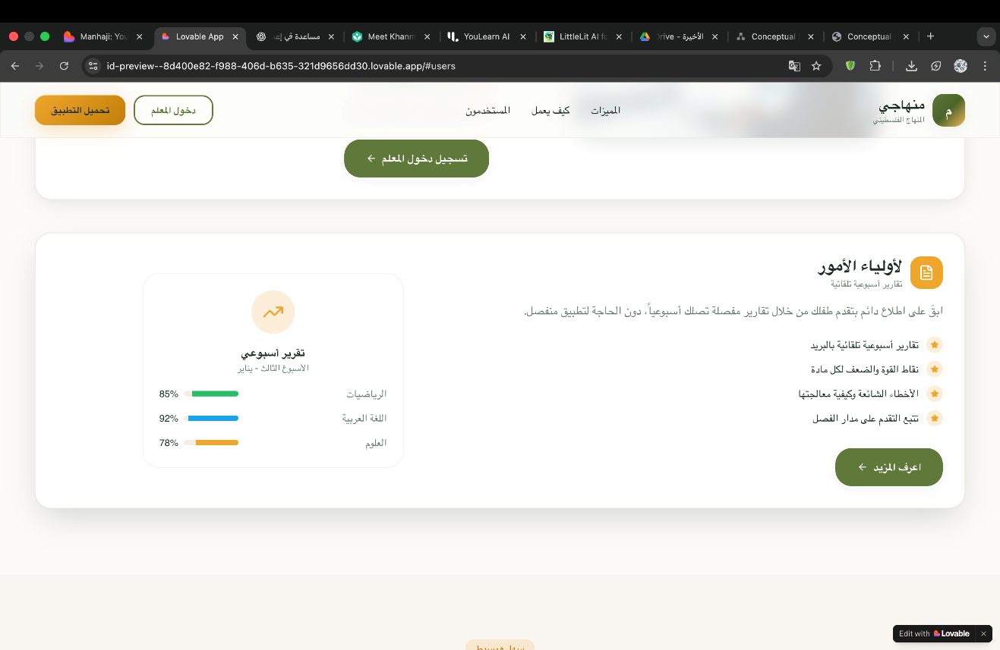 Manhaji: You
Lovable App
مساعدة في إعد
Meet Khanm
YouLearn AI
LittleLit AI fo
الأخيرة - Drive
Conceptual
Conceptual
id-preview--8d400e82-f988-406d-b635-321d9656dd30.lovable.app/#users
منهاجي
المنهاج الفلسطيني
م
الميزات
كيف يعمل
المستخدمون
دخول المعلم
تحميل التطبيق
تسجيل دخول المعلم ←
لأولياء الأمور
تقارير أسبوعية تلقائية
ابقَ على اطلاع دائم بتقدم طفلك من خلال تقارير مفصلة تصلك أسبوعياً، دون الحاجة لتطبيق منفصل.
تقارير أسبوعية تلقائية بالبريد
نقاط القوة والضعف لكل مادة
الأخطاء الشائعة وكيفية معالجتها
تتبع التقدم على مدار الفصل
اعرف المزيد ←
تقرير أسبوعي
الأسبوع الثالث - يناير
الرياضيات 85%
اللغة العربية 92%
العلوم 78%
Edit with Lovable